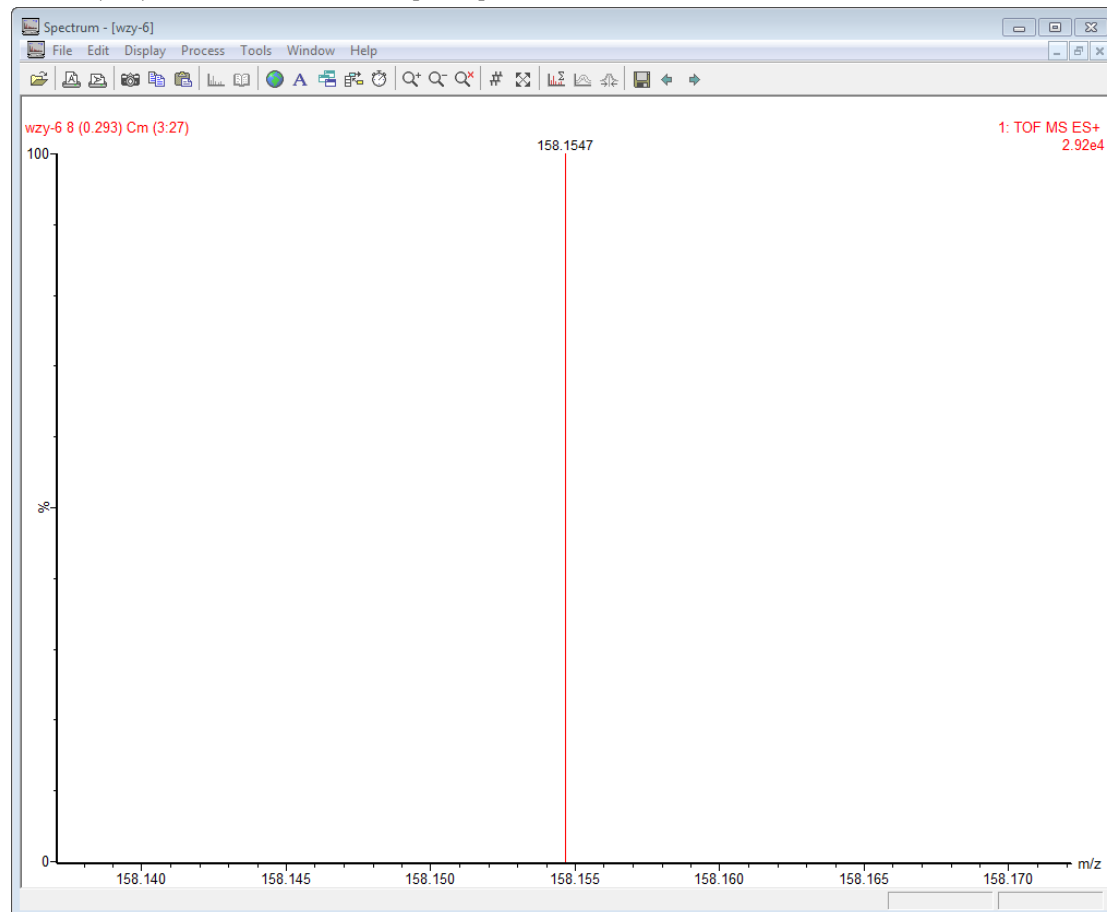 Spectrum - [wzy-6]
File Edit Display Process Tools Window Help
wzy-6 8 (0.293) Cm (3:27)
1: TOF MS ES+
2.92e4
158.1547
100
%
0
158.140 158.145 158.150 158.155 158.160 158.165 158.170
m/z